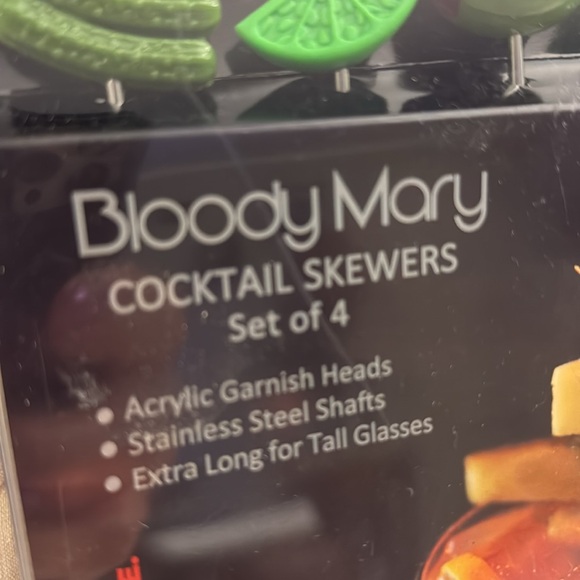 Bloody Mary
COCKTAIL SKEWERS
Set of 4
• Acrylic Garnish Heads
• Stainless Steel Shafts
• Extra Long for Tall Glasses